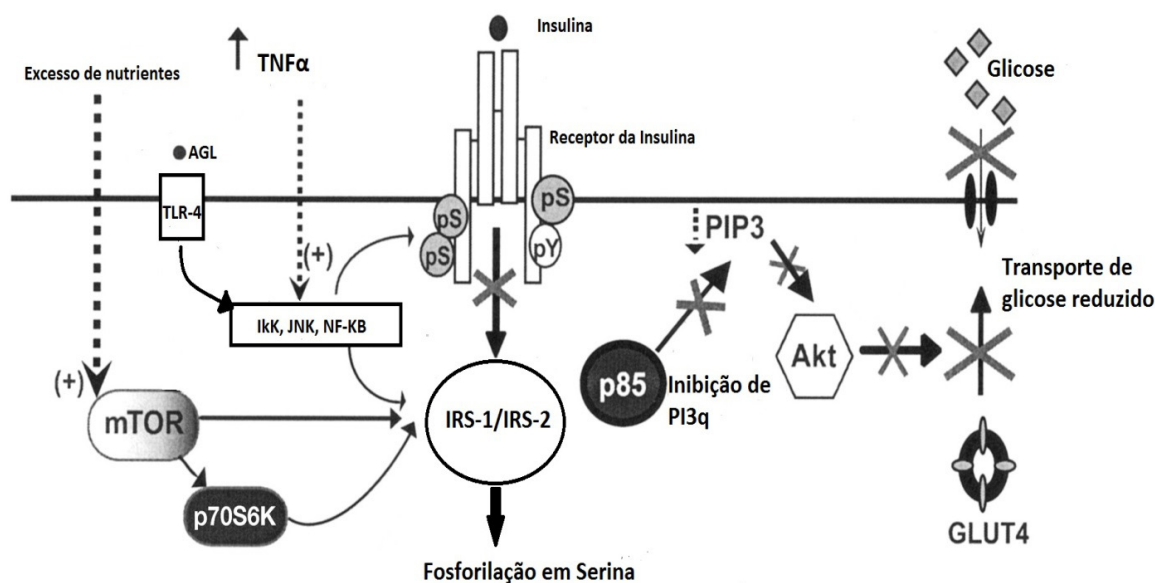 Insulina
TNFα
Excesso de nutrientes
Glicose
Receptor da Insulina
AGL
TLR-4
pS
pS
pS
pY
PIP3
(+)
Transporte de
glicose reduzido
IkK, JNK, NF-KB
Akt
(+)
p85
Inibição de
PI3q
mTOR
IRS-1/IRS-2
p70S6K
GLUT4
Fosforilação em Serina